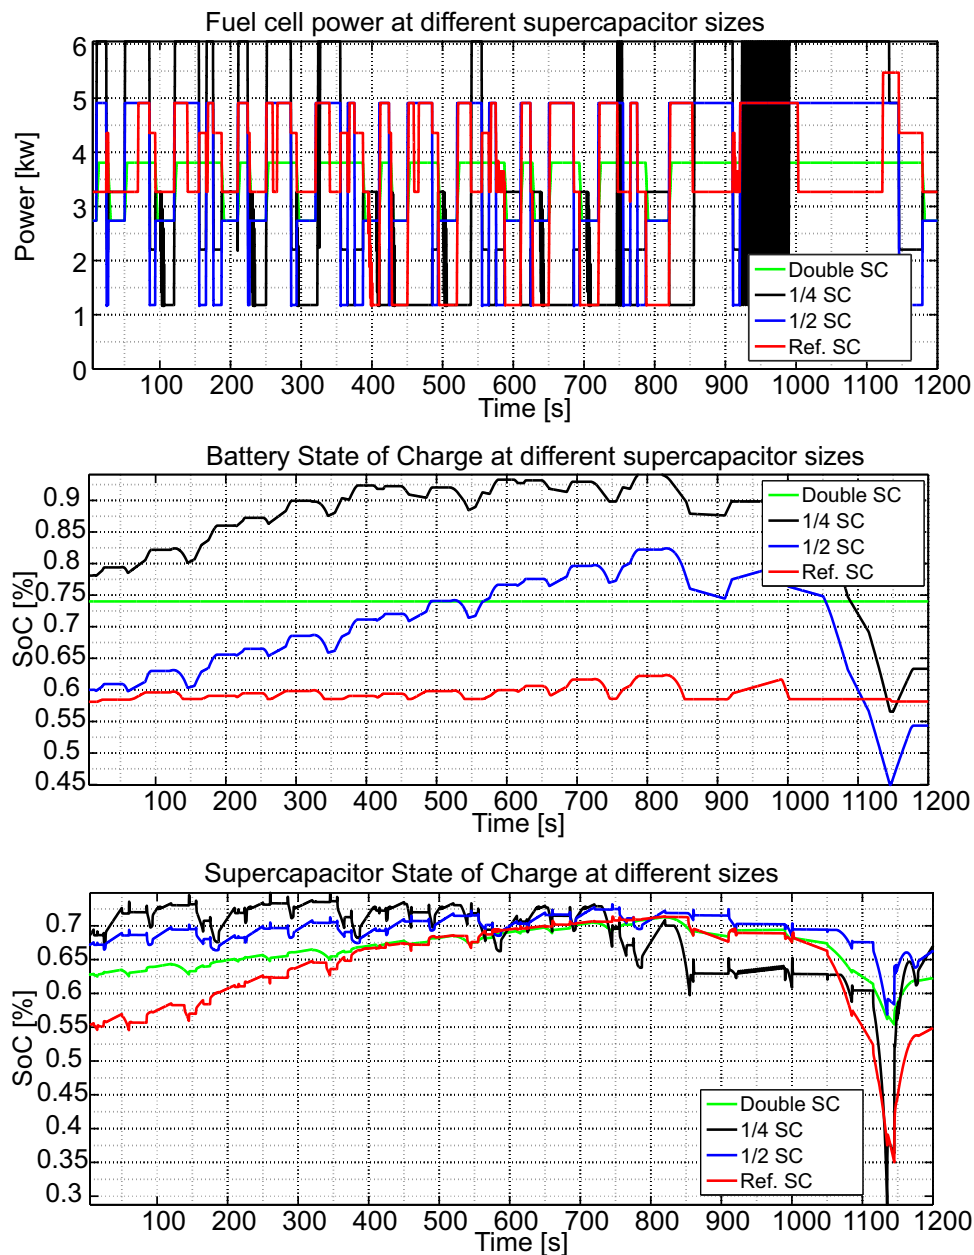 Fuel cell power at different supercapacitor sizes
Power [kw]
6
5
4
3
2
1
0
Double SC
1/4 SC
1/2 SC
Ref. SC
100 200 300 400 500 600 700 800 900 1000 1100 1200
Time [s]
Battery State of Charge at different supercapacitor sizes
SoC [%]
0.9
0.85
0.8
0.75
0.7
0.65
0.6
0.55
0.5
0.45
Double SC
1/4 SC
1/2 SC
Ref. SC
100 200 300 400 500 600 700 800 900 1000 1100 1200
Time [s]
Supercapacitor State of Charge at different sizes
SoC [%]
0.7
0.65
0.6
0.55
0.5
0.45
0.4
0.35
0.3
Double SC
1/4 SC
1/2 SC
Ref. SC
100 200 300 400 500 600 700 800 900 1000 1100 1200
Time [s]